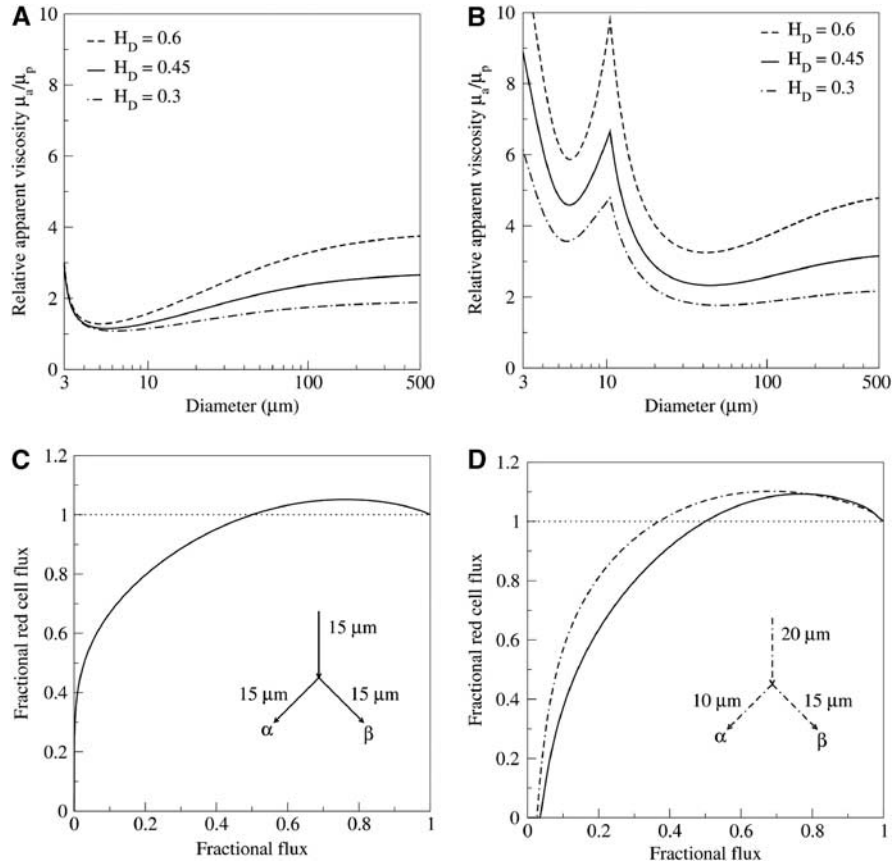 A
10
8
6
4
2
0
Relative apparent viscosity μa/μp
H_D = 0.6
H_D = 0.45
H_D = 0.3
3
10
100
500
Diameter (μm)
B
10
8
6
4
2
0
Relative apparent viscosity μa/μp
H_D = 0.6
H_D = 0.45
H_D = 0.3
3
10
100
500
Diameter (μm)
C
1.2
1
0.8
0.6
0.4
0.2
0
Fractional red cell flux
15 μm
15 μm
15 μm
α
β
0
0.2
0.4
0.6
0.8
1
Fractional flux
D
1.2
1
0.8
0.6
0.4
0.2
0
Fractional red cell flux
20 μm
10 μm
15 μm
α
β
0
0.2
0.4
0.6
0.8
1
Fractional flux